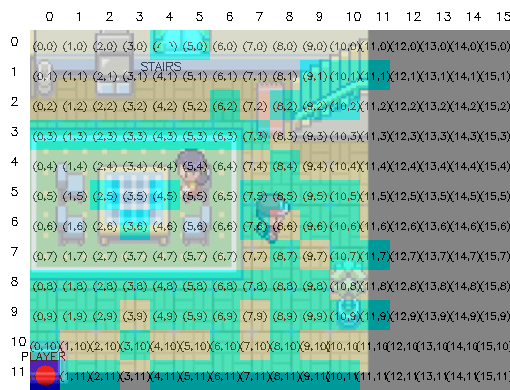 0 1 2 3 4 5 6 7 8 9 10 11 12 13 14 15
0 (0,0) (1,0) (2,0) (3,0) (5,0) (6,0) (7,0) (8,0) (9,0) (10,0) (11,0) (12,0) (13,0) (14,0) (15,0)
STAIRS
1 (0,1) (1,1) (2,1) (3,1) (4,1) (5,1) (6,1) (7,1) (8,1) (9,1) (10,1) (11,1) (12,1) (13,1) (14,1) (15,1)
2 (0,2) (1,2) (2,2) (3,2) (4,2) (5,2) (6,2) (7,2) (8,2) (9,2) (10,2) (11,2) (12,2) (13,2) (14,2) (15,2)
3 (0,3) (1,3) (2,3) (3,3) (4,3) (5,3) (6,3) (7,3) (8,3) (9,3) (10,3) (11,3) (12,3) (13,3) (14,3) (15,3)
4 (0,4) (1,4) (2,4) (3,4) (4,4) (5,4) (6,4) (7,4) (8,4) (9,4) (10,4) (11,4) (12,4) (13,4) (14,4) (15,4)
5 (0,5) (1,5) (2,5) (3,5) (4,5) (5,5) (6,5) (7,5) (8,5) (9,5) (10,5) (11,5) (12,5) (13,5) (14,5) (15,5)
6 (0,6) (1,6) (2,6) (3,6) (4,6) (5,6) (6,6) (7,6) (8,6) (9,6) (10,6) (11,6) (12,6) (13,6) (14,6) (15,6)
7 (0,7) (1,7) (2,7) (3,7) (4,7) (5,7) (6,7) (7,7) (8,7) (9,7) (10,7) (11,7) (12,7) (13,7) (14,7) (15,7)
8 (0,8) (1,8) (2,8) (3,8) (4,8) (5,8) (6,8) (7,8) (8,8) (9,8) (10,8) (11,8) (12,8) (13,8) (14,8) (15,8)
9 (0,9) (1,9) (2,9) (3,9) (4,9) (5,9) (6,9) (7,9) (8,9) (9,9) (10,9) (11,9) (12,9) (13,9) (14,9) (15,9)
10 (0,10) (1,10) (2,10) (3,10) (4,10) (5,10) (6,10) (7,10) (8,10) (9,10) (10,10) (11,10) (12,10) (13,10) (14,10) (15,10)
PLAYER
11 (1,11) (2,11) (3,11) (4,11) (5,11) (6,11) (7,11) (8,11) (9,11) (10,11) (11,11) (12,11) (13,11) (14,11) (15,11)